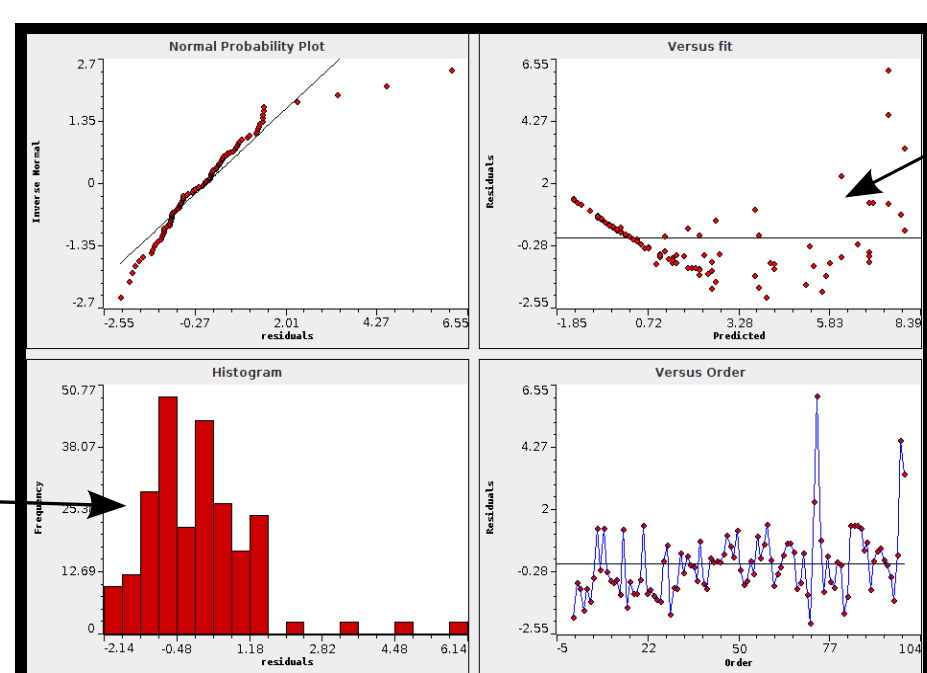 Normal Probability Plot
2.7
1.35
0
-1.35
-2.7
Inverse Normal
-2.55 -0.27 2.01 4.27 6.55
residuals
Versus fit
6.55
4.27
2
-0.28
-2.55
Residuals
-1.85 0.72 3.28 5.83 8.39
Predicted
Histogram
50.77
38.07
25.38
12.69
0
Frequency
-2.14 -0.48 1.18 2.82 4.48 6.14
residuals
Versus Order
6.55
4.27
2
-0.28
-2.55
Residuals
-5 22 50 77 104
Order